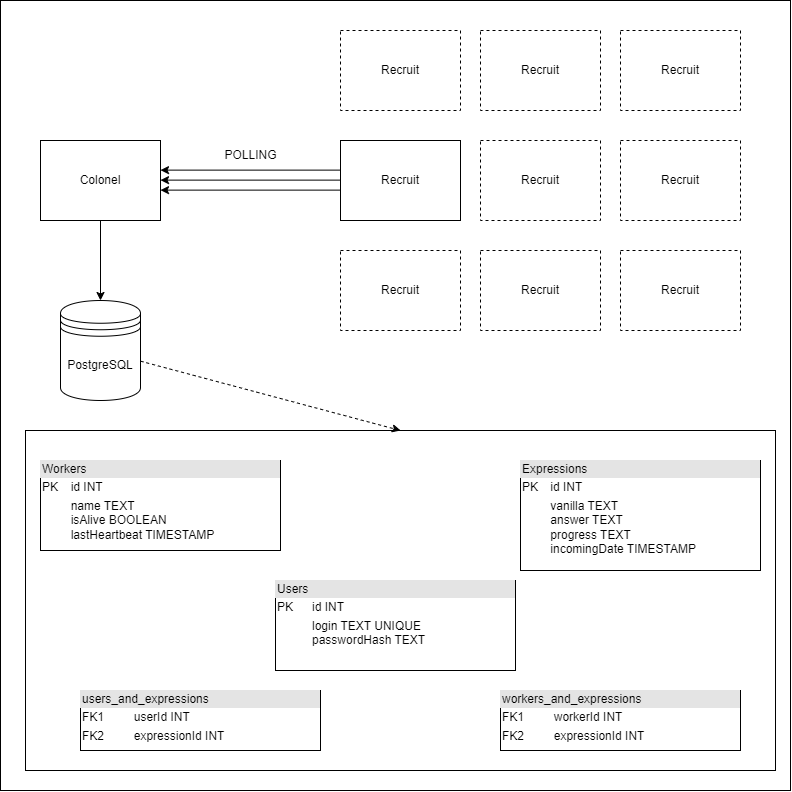 Recruit
Recruit
Recruit
POLLING
Colonel
Recruit
Recruit
Recruit
Recruit
Recruit
Recruit
PostgreSQL
Workers
PK id INT
name TEXT
isAlive BOOLEAN
lastHeartbeat TIMESTAMP
Expressions
PK id INT
vanilla TEXT
answer TEXT
progress TEXT
incomingDate TIMESTAMP
Users
PK id INT
login TEXT UNIQUE
passwordHash TEXT
users_and_expressions
FK1 userId INT
FK2 expressionId INT
workers_and_expressions
FK1 workerId INT
FK2 expressionId INT